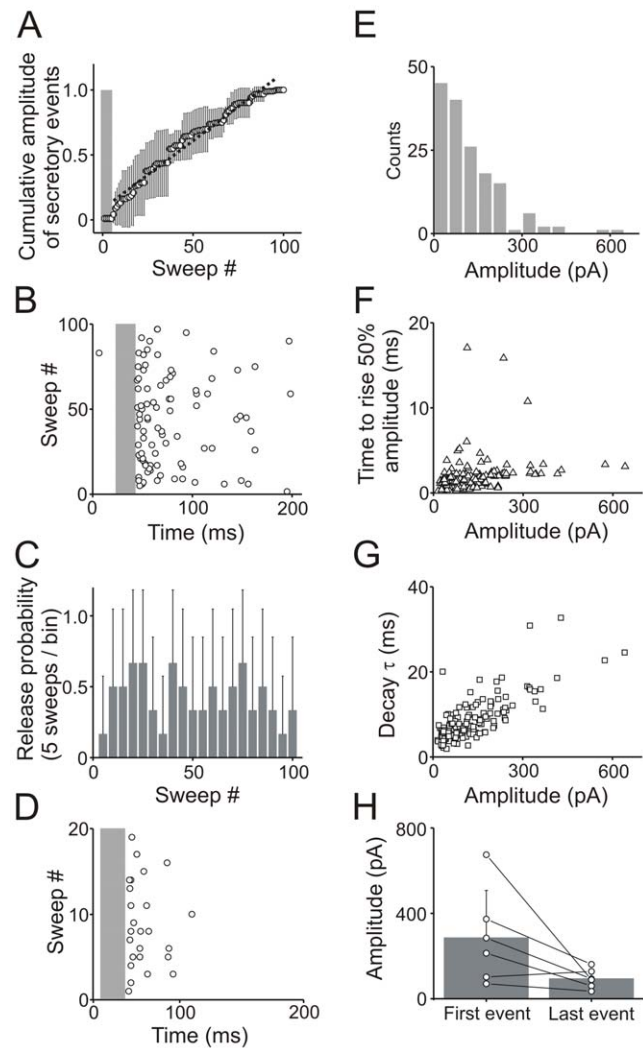 A
Cumulative amplitude
of secretory events
1.0
0.5
0
0
50
100
Sweep #
B
Sweep #
100
50
0
0
100
200
Time (ms)
C
Release probability
(5 sweeps / bin)
1.0
0.5
0
0
50
100
Sweep #
D
Sweep #
20
10
0
0
100
200
Time (ms)
E
Counts
50
25
0
0
300
600
Amplitude (pA)
F
Time to rise 50%
amplitude (ms)
20
10
0
0
300
600
Amplitude (pA)
G
Decay τ (ms)
40
20
0
0
300
600
Amplitude (pA)
H
Amplitude (pA)
800
400
0
First event
Last event